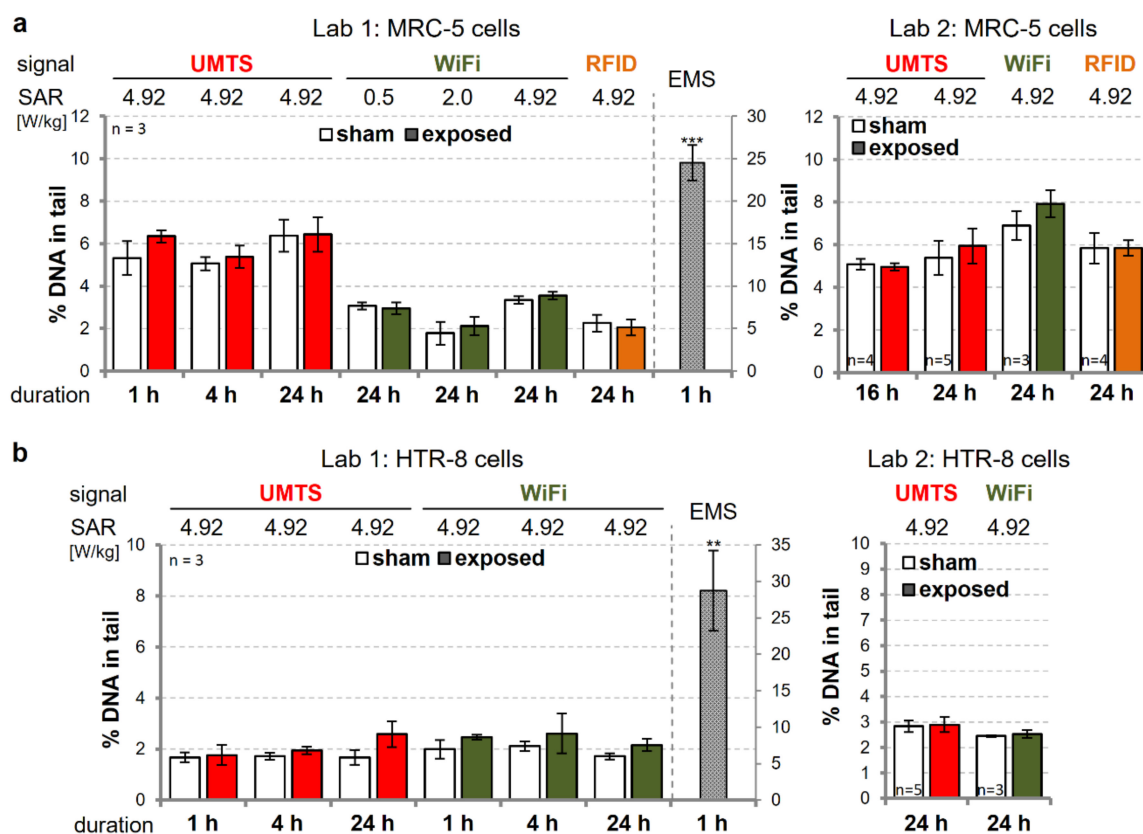 a
Lab 1: MRC-5 cells
signal UMTS WiFi RFID
SAR 4.92 4.92 4.92 0.5 2.0 4.92 4.92 EMS
[W/kg]
12 30
n = 3 sham exposed ***
10 25
8 20
6 15
4 10
2 5
0 0
% DNA in tail
duration 1 h 4 h 24 h 24 h 24 h 24 h 24 h 1 h
Lab 2: MRC-5 cells
UMTS WiFi RFID
4.92 4.92 4.92 4.92
12
sham
exposed
10
8
6
4
2
0
% DNA in tail
n=4 n=5 n=3 n=4
16 h 24 h 24 h 24 h
b
Lab 1: HTR-8 cells
signal UMTS WiFi
SAR 4.92 4.92 4.92 4.92 4.92 4.92 EMS
[W/kg]
10 35
n = 3 sham exposed **
30
8
25
6
20
15
4
10
2
5
0 0
% DNA in tail
duration 1 h 4 h 24 h 1 h 4 h 24 h 1 h
Lab 2: HTR-8 cells
UMTS WiFi
4.92 4.92
10
sham
9
exposed
8
7
6
5
4
3
2
1
0
% DNA in tail
n=5 n=3
24 h 24 h